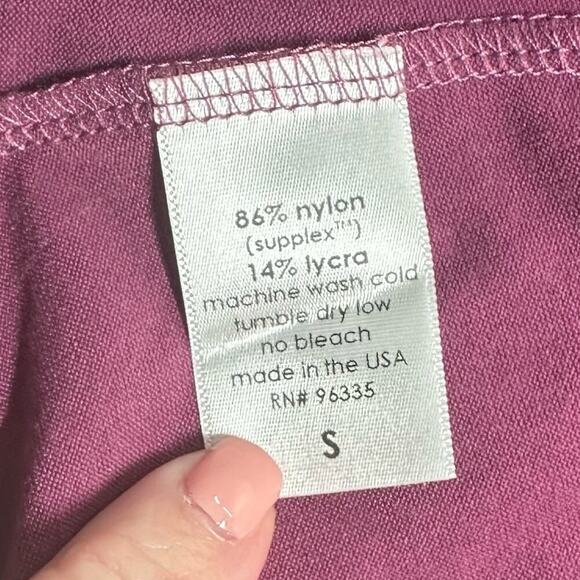 86% nylon
(supplex™)
14% lycra
machine wash cold
tumble dry low
no bleach
made in the USA
RN# 96335
S